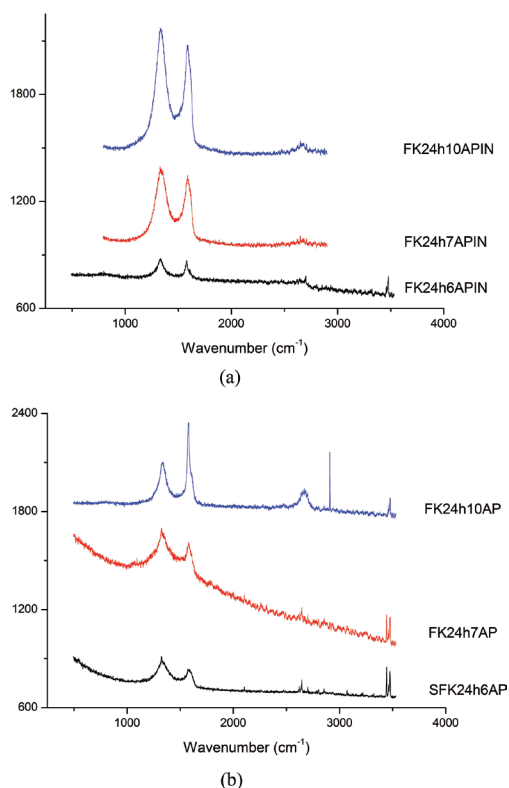 1800
1200
600
FK24h10APIN
FK24h7APIN
FK24h6APIN
1000 2000 3000 4000
Wavenumber (cm⁻¹)
(a)
2400
1800
1200
600
FK24h10AP
FK24h7AP
SFK24h6AP
1000 2000 3000 4000
Wavenumber (cm⁻¹)
(b)